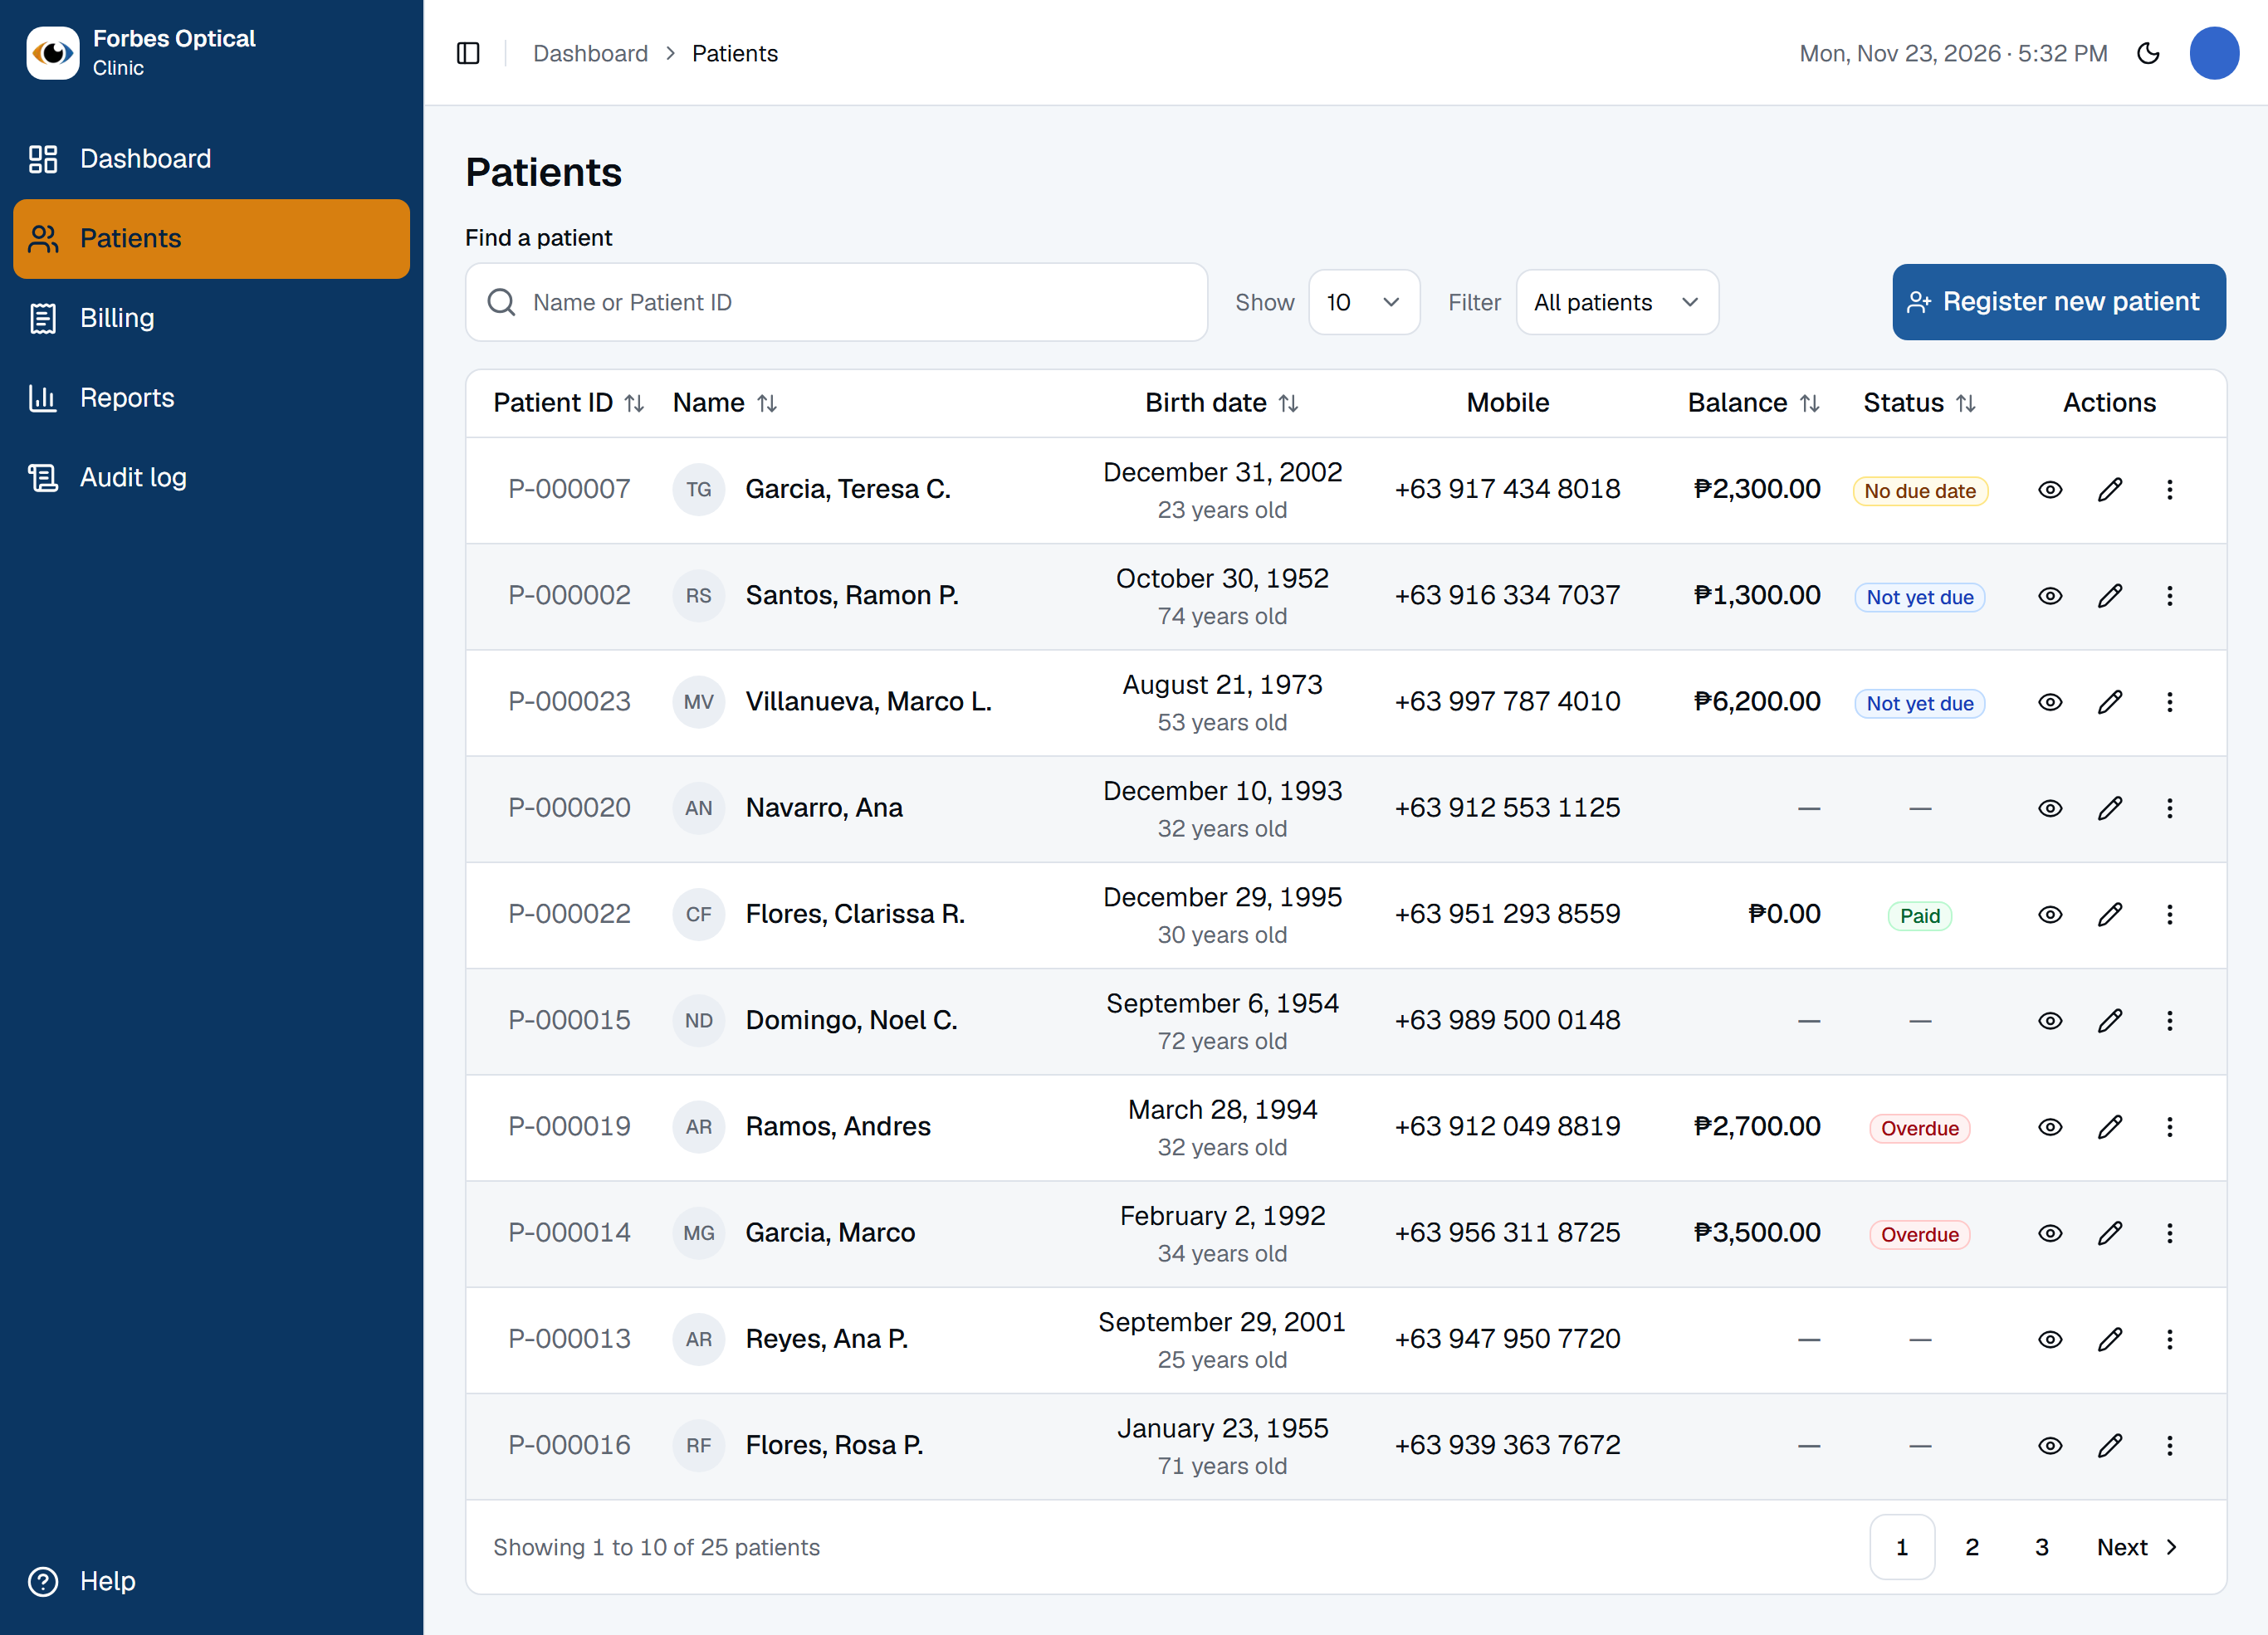 Forbes Optical
Clinic
Dashboard
Patients
Billing
Reports
Audit log
Help
Dashboard > Patients
Mon, Nov 23, 2026 · 5:32 PM
Patients
Find a patient
Name or Patient ID
Show 10 Filter All patients Register new patient
Patient ID Name Birth date Mobile Balance Status Actions
P-000007 TG Garcia, Teresa C. December 31, 2002 +63 917 434 8018 ₱2,300.00 No due date
23 years old
P-000002 RS Santos, Ramon P. October 30, 1952 +63 916 334 7037 ₱1,300.00 Not yet due
74 years old
P-000023 MV Villanueva, Marco L. August 21, 1973 +63 997 787 4010 ₱6,200.00 Not yet due
53 years old
P-000020 AN Navarro, Ana December 10, 1993 +63 912 553 1125 — —
32 years old
P-000022 CF Flores, Clarissa R. December 29, 1995 +63 951 293 8559 ₱0.00 Paid
30 years old
P-000015 ND Domingo, Noel C. September 6, 1954 +63 989 500 0148 — —
72 years old
P-000019 AR Ramos, Andres March 28, 1994 +63 912 049 8819 ₱2,700.00 Overdue
32 years old
P-000014 MG Garcia, Marco February 2, 1992 +63 956 311 8725 ₱3,500.00 Overdue
34 years old
P-000013 AR Reyes, Ana P. September 29, 2001 +63 947 950 7720 — —
25 years old
P-000016 RF Flores, Rosa P. January 23, 1955 +63 939 363 7672 — —
71 years old
Showing 1 to 10 of 25 patients
1 2 3 Next